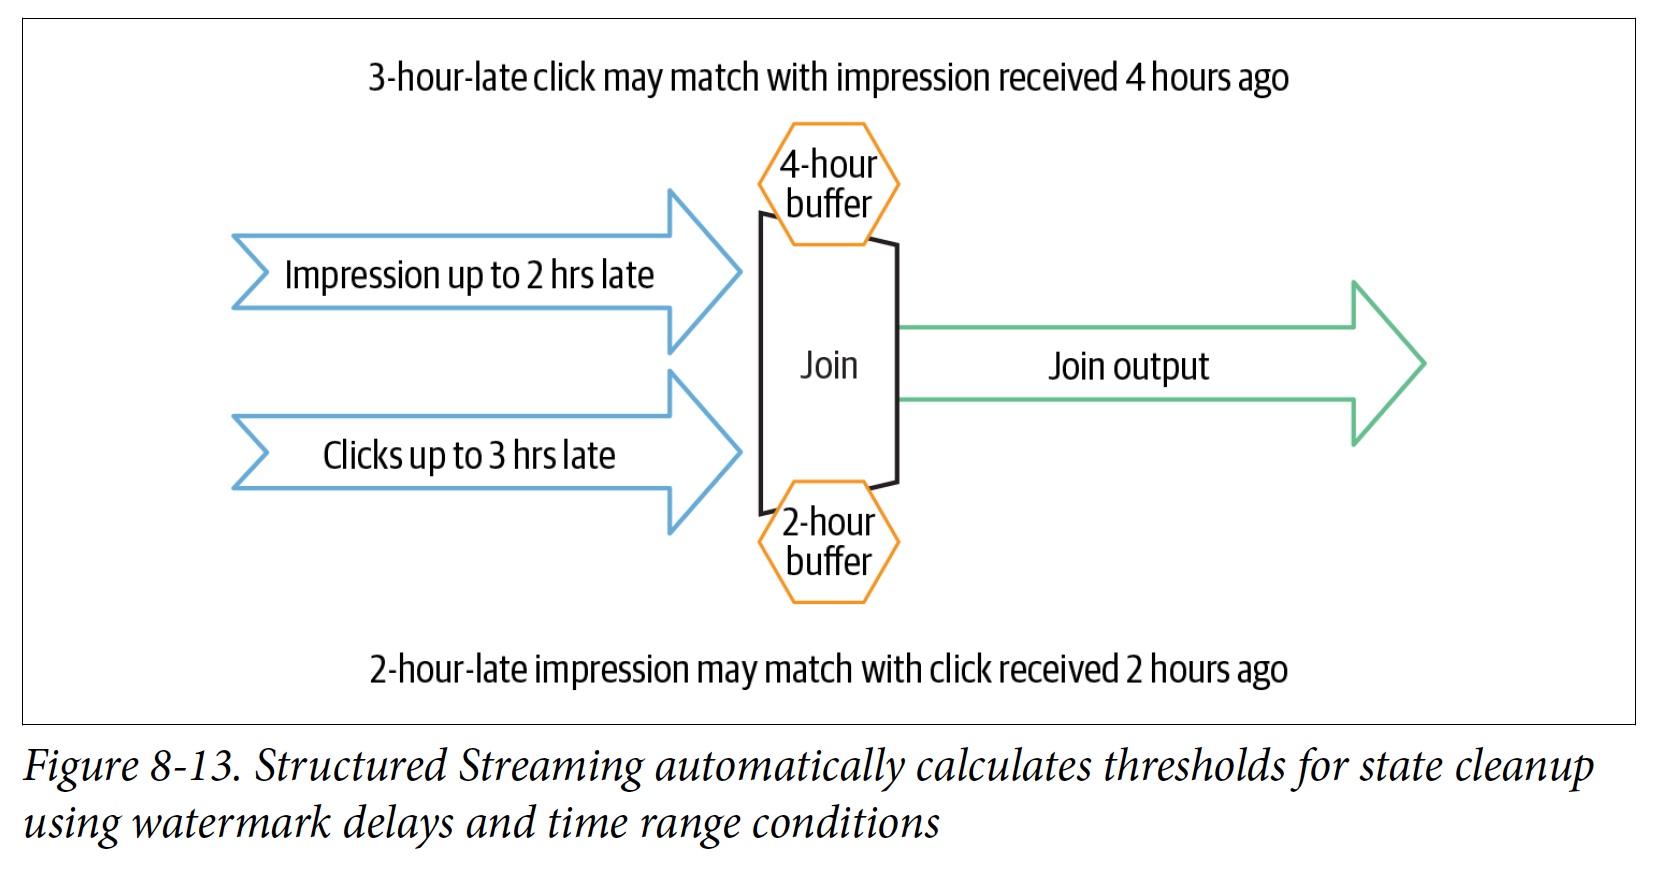 3-hour-late click may match with impression received 4 hours ago
4-hour
buffer
Impression up to 2 hrs late
Join
Join output
Clicks up to 3 hrs late
2-hour
buffer
2-hour-late impression may match with click received 2 hours ago
Figure 8-13. Structured Streaming automatically calculates thresholds for state cleanup
using watermark delays and time range conditions